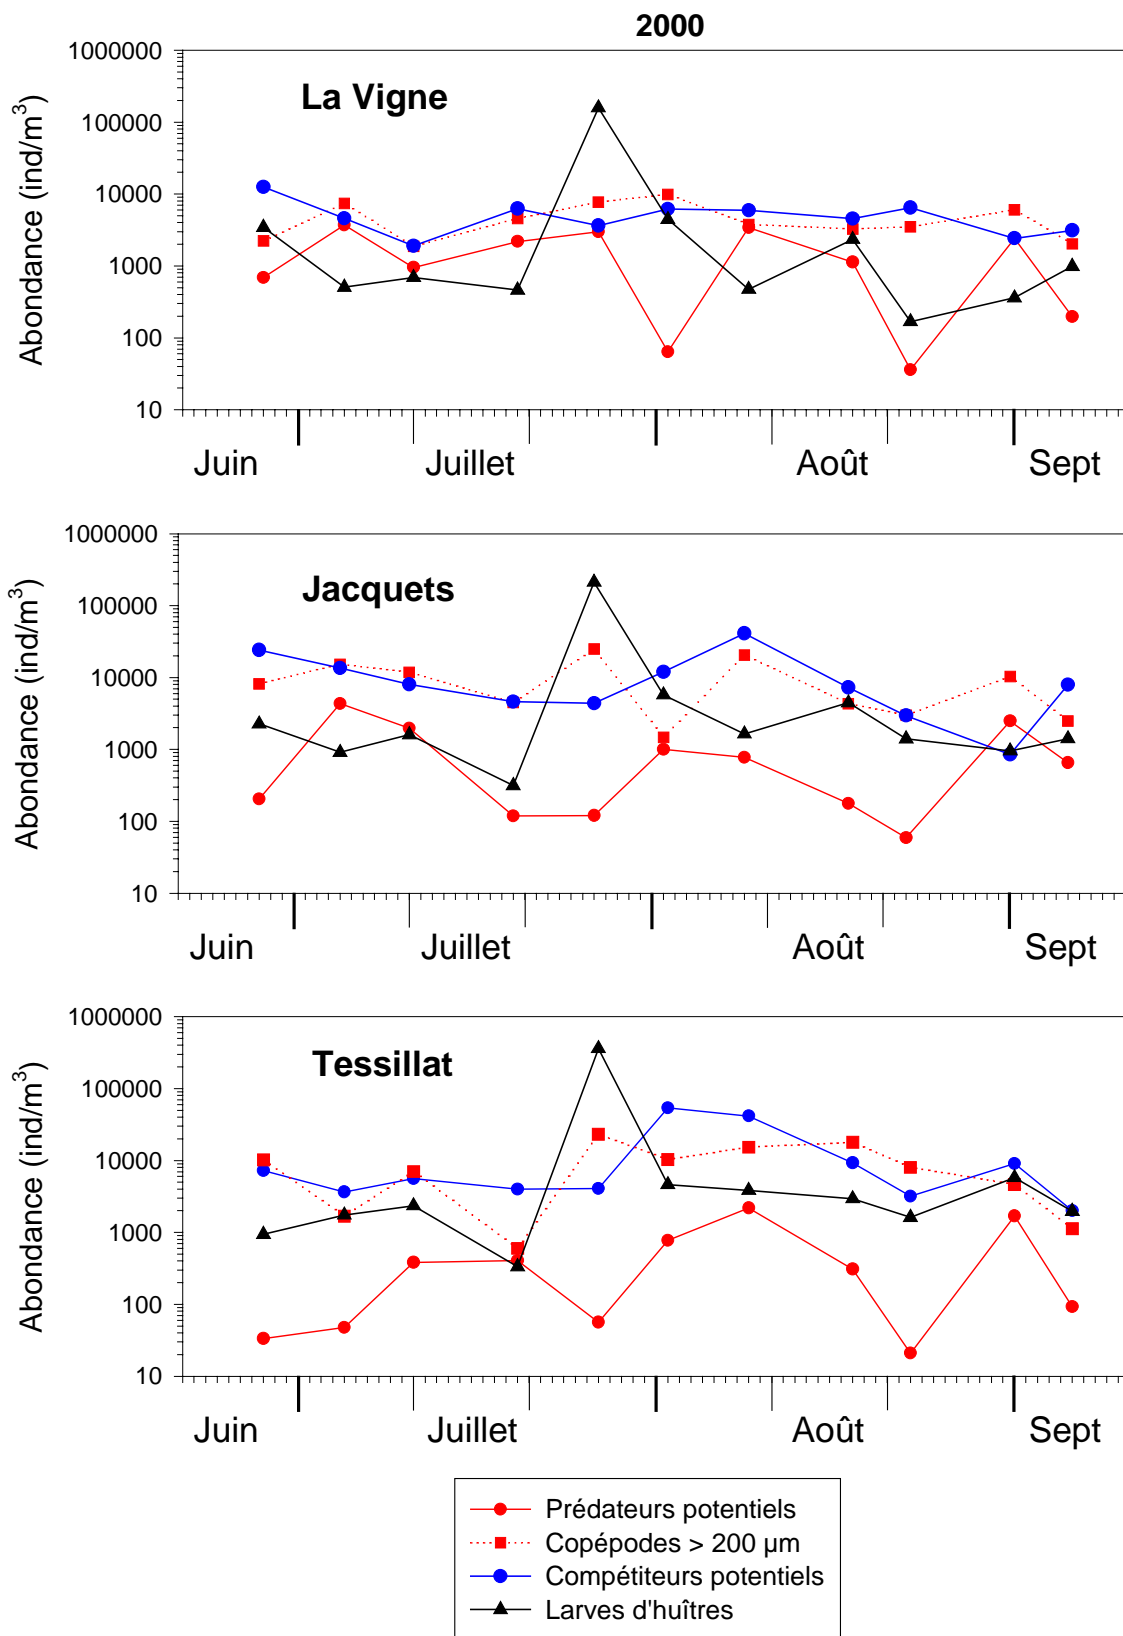 2000
La Vigne
Abondance (ind/m³)
1000000
100000
10000
1000
100
10
Juin
Juillet
Août
Sept
Jacquets
Abondance (ind/m³)
1000000
100000
10000
1000
100
10
Juin
Juillet
Août
Sept
Tessillat
Abondance (ind/m³)
1000000
100000
10000
1000
100
10
Juin
Juillet
Août
Sept
Prédateurs potentiels
Copépodes > 200 µm
Compétiteurs potentiels
Larves d'huîtres